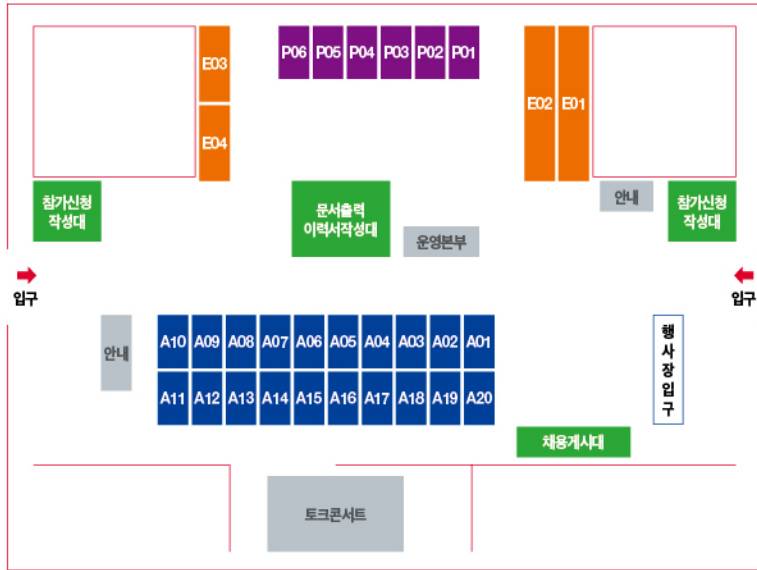 P06 P05 P04 P03 P02 P01
E03
E04
E02 E01
참가신청
작성대
문서출력
이력서작성대
운영본부
안내
참가신청
작성대
입구
입구
안내
A10 A09 A08 A07 A06 A05 A04 A03 A02 A01
A11 A12 A13 A14 A15 A16 A17 A18 A19 A20
행
사
장
입
구
채용게시대
토크콘서트